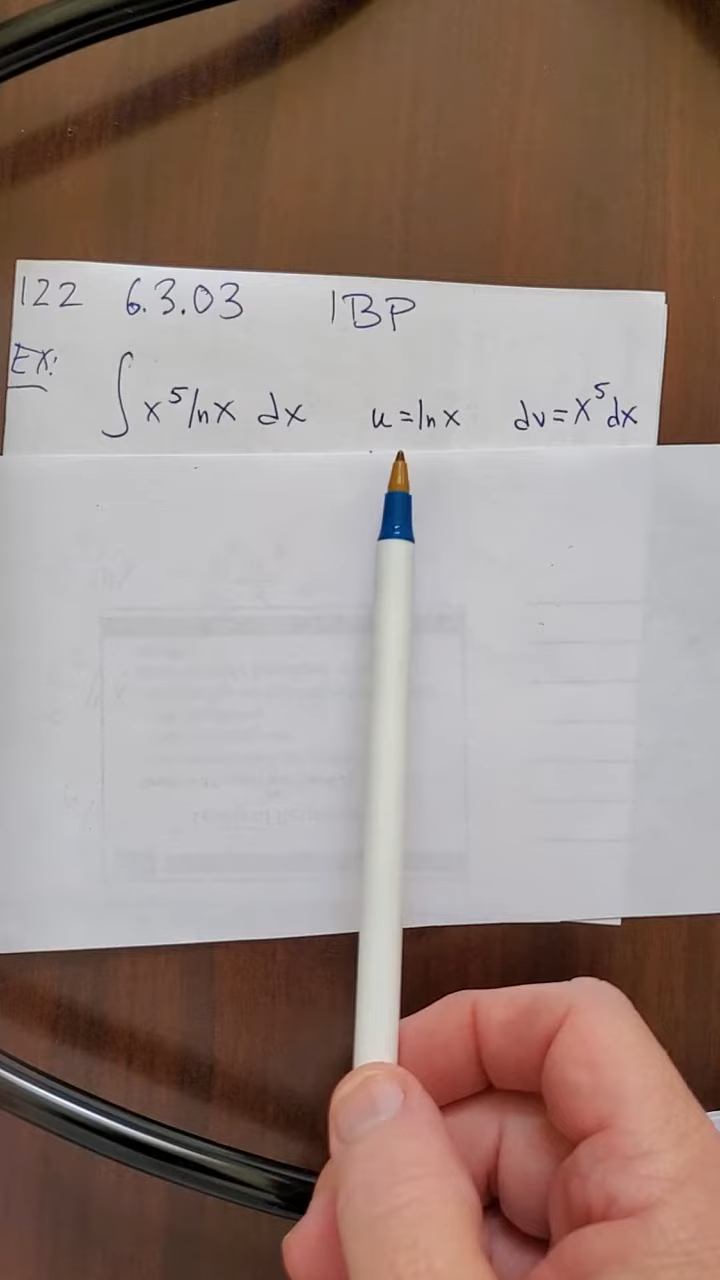 122 6.3.03 IBP
EX: ∫x⁵lnx dx u=lnx dv=x⁵dx